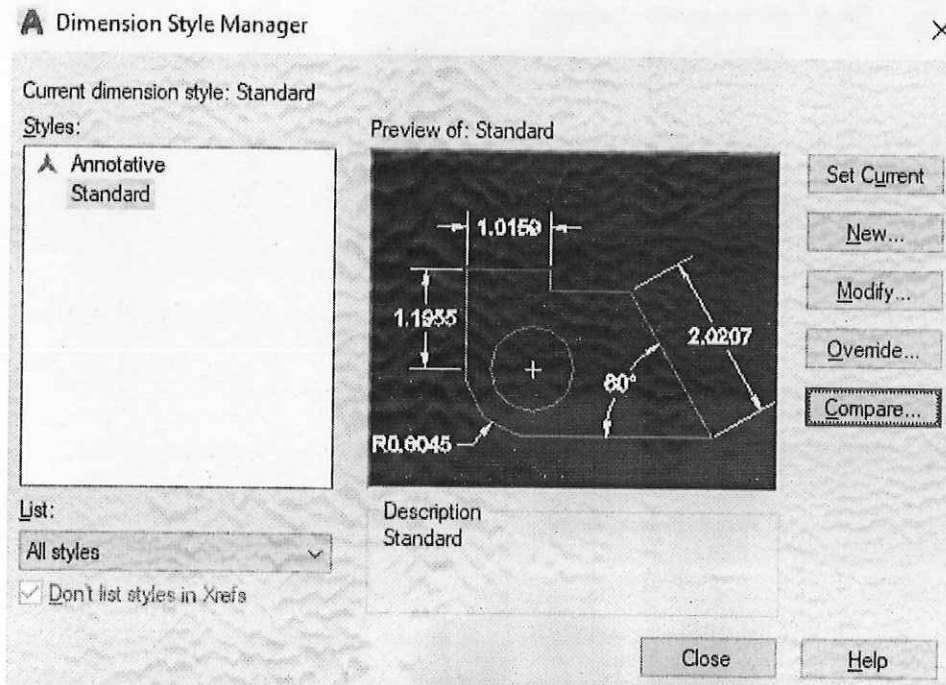 Dimension Style Manager
Current dimension style: Standard
Styles:
Annotative
Standard
Preview of: Standard
1.0159
1.1955
2.0207
60°
R0.8045
Set Current
New...
Modify...
Override...
Compare...
List:
All styles
Don't list styles in Xrefs
Description
Standard
Close
Help